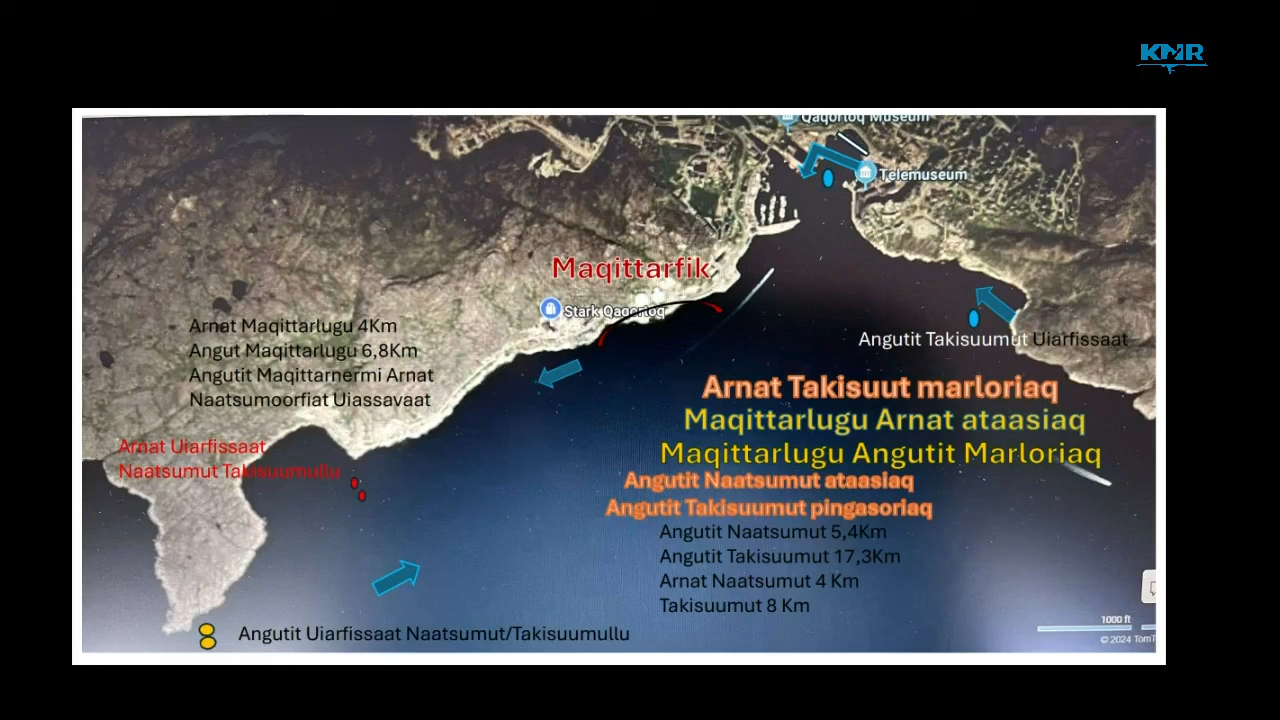 KNR
Qaqortoq Museum
Telemuseum
Maqittarfik
Stark Qaqortoq
Arnat Maqittarlugu 4Km
Angut Maqittarlugu 6,8Km
Angutit Maqittarnermi Arnat
Naatsumoorfiat Uiassavaat
Angutit Takisuumut Uiarfissaat
Arnat Takisuut marloriaq
Maqittarlugu Arnat ataasiaq
Maqittarlugu Angutit Marloriaq
Arnat Uiarfissaat
Naatsumut Takisuumullu
Angutit Naatsumut ataasiaq
Angutit Takisuumut pingasoriaq
Angutit Naatsumut 5,4Km
Angutit Takisuumut 17,3Km
Arnat Naatsumut 4 Km
Takisuumut 8 Km
Angutit Uiarfissaat Naatsumut/Takisuumullu
1000 ft
© 2024 TomT